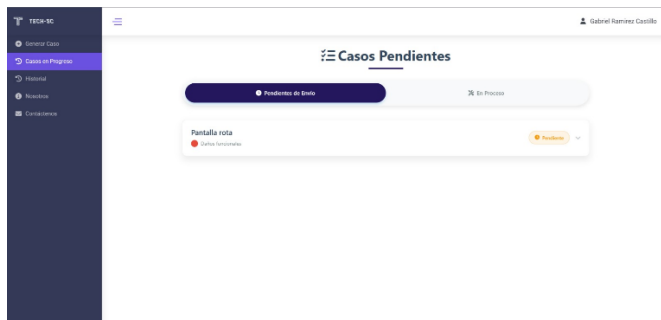 TECH-SC
Generar Caso
Casos en Progreso
Historial
Nosotros
Contáctenos
Gabriel Ramirez Castillo
Casos Pendientes
Pendientes de Envío
En Proceso
Pantalla rota
Daños funcionales
Pendiente